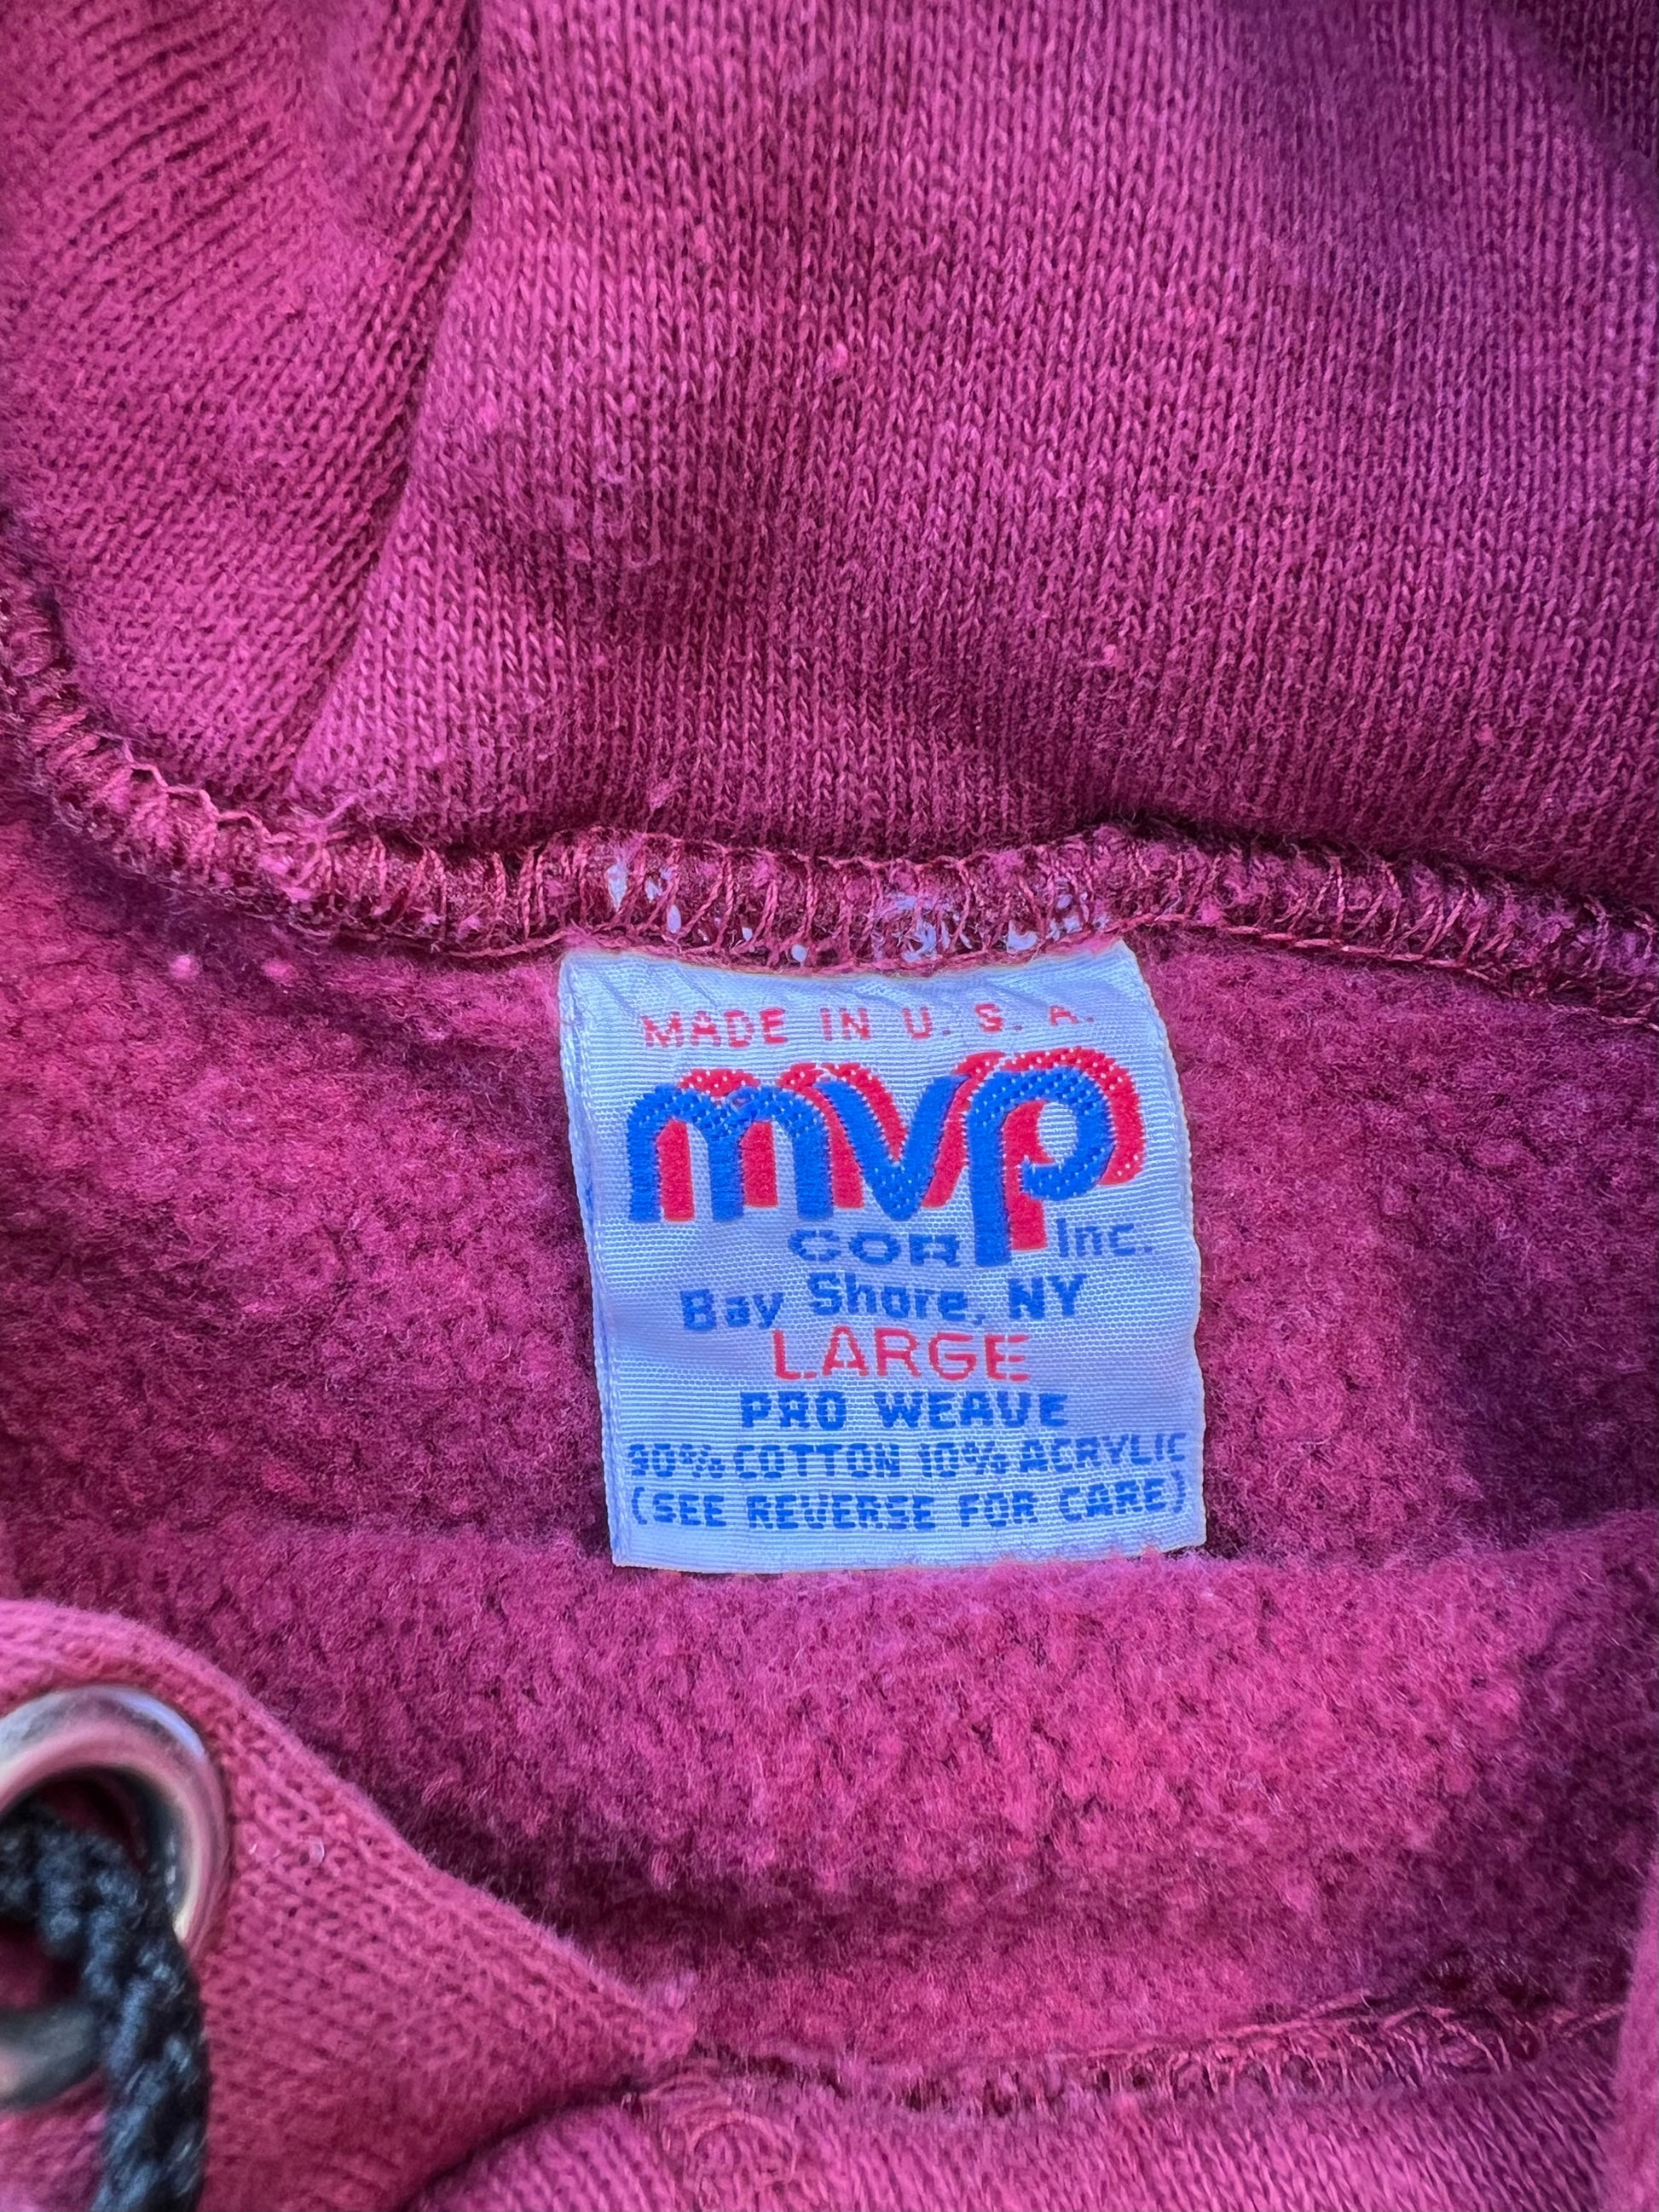 MADE IN U. S. A.
mvp
CORP Inc.
Bay Shore, NY
LARGE
PRO WEAVE
90% COTTON 10% ACRYLIC
(SEE REVERSE FOR CARE)